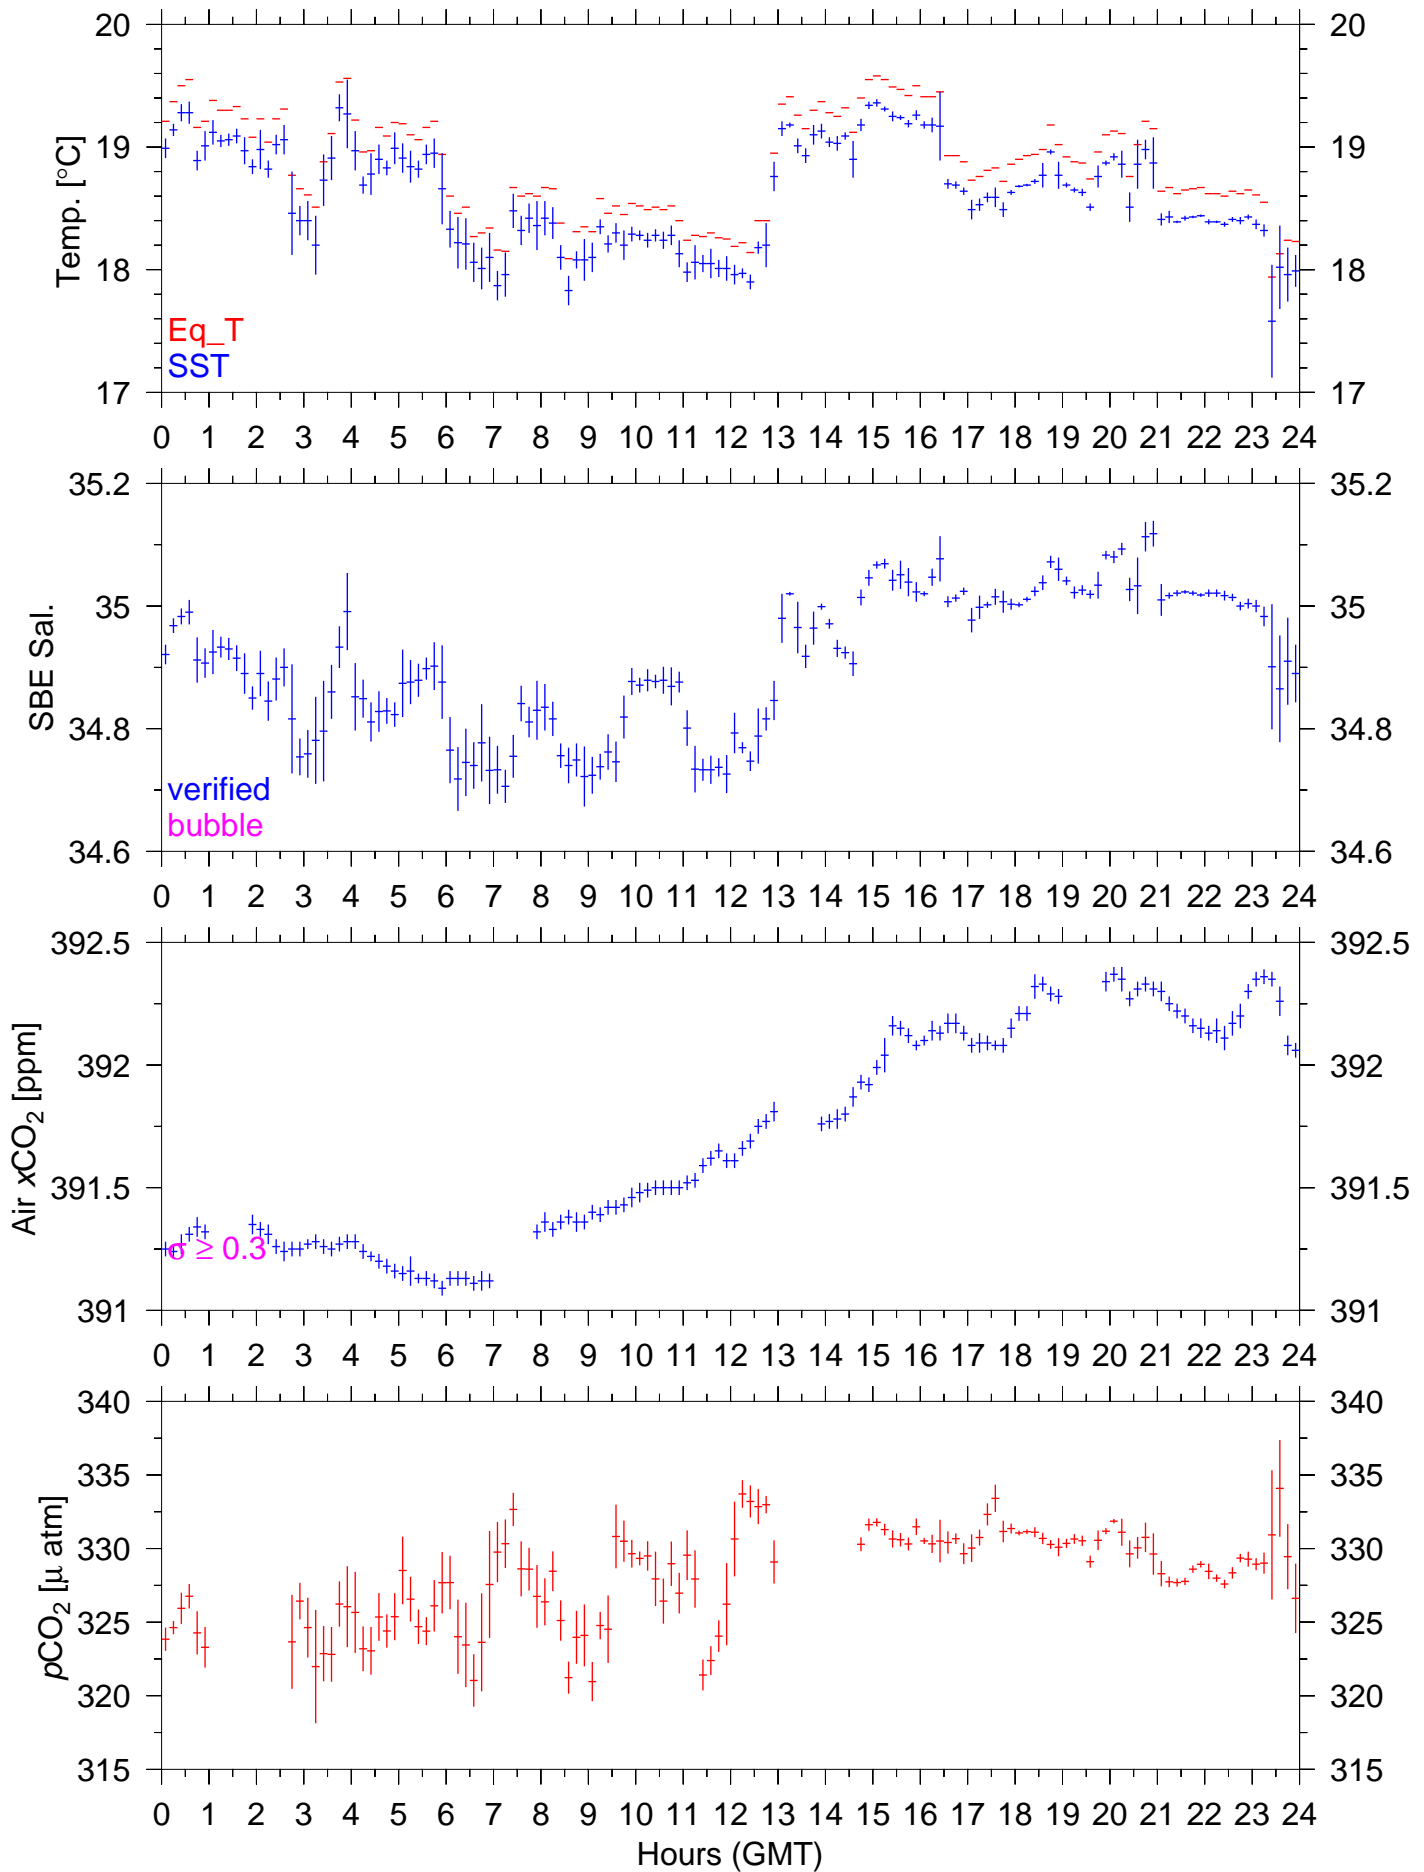 20 20
19 19
18 18
17 17
Temp. [°C]
Eq_T
SST
0 1 2 3 4 5 6 7 8 9 10 11 12 13 14 15 16 17 18 19 20 21 22 23 24
35.2 35.2
35 35
34.8 34.8
34.6 34.6
SBE Sal.
verified
bubble
0 1 2 3 4 5 6 7 8 9 10 11 12 13 14 15 16 17 18 19 20 21 22 23 24
392.5 392.5
392 392
391.5 391.5
391 391
Air xCO₂ [ppm]
σ ≥ 0.3
0 1 2 3 4 5 6 7 8 9 10 11 12 13 14 15 16 17 18 19 20 21 22 23 24
340 340
335 335
330 330
325 325
320 320
315 315
pCO₂ [µ atm]
0 1 2 3 4 5 6 7 8 9 10 11 12 13 14 15 16 17 18 19 20 21 22 23 24
Hours (GMT)